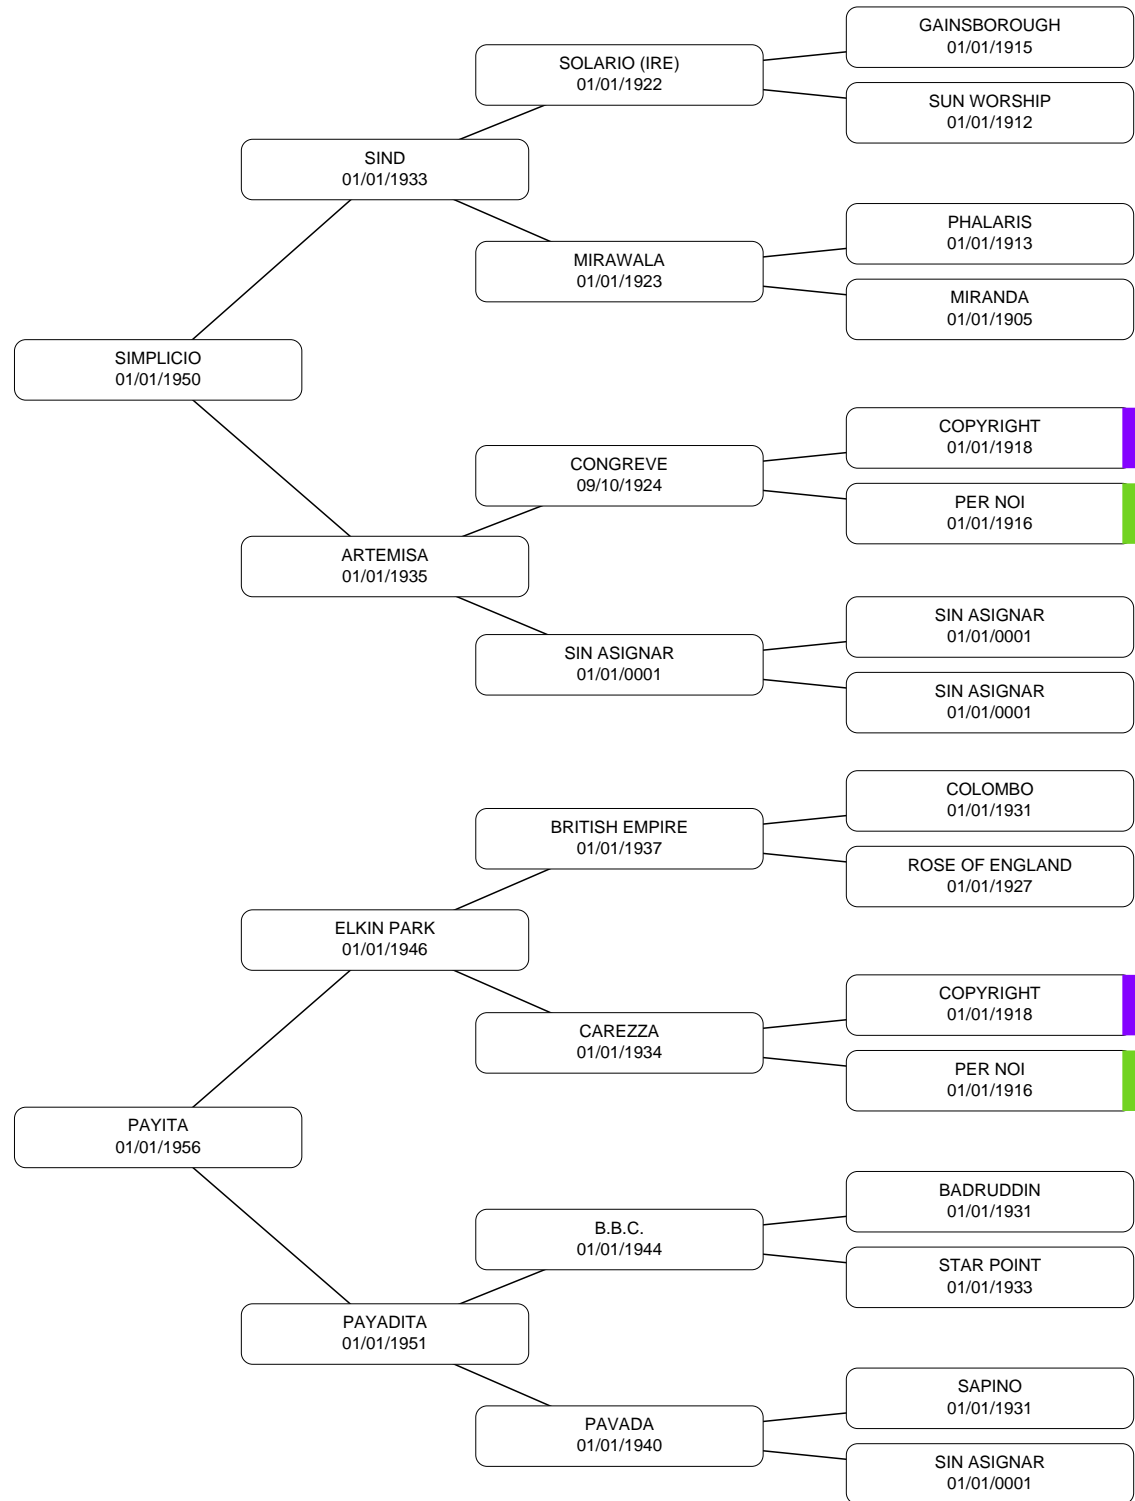 GAINSBOROUGH
01/01/1915
SOLARIO (IRE)
01/01/1922
SUN WORSHIP
01/01/1912
SIND
01/01/1933
PHALARIS
01/01/1913
MIRAWALA
01/01/1923
MIRANDA
01/01/1905
SIMPLICIO
01/01/1950
COPYRIGHT
01/01/1918
CONGREVE
09/10/1924
PER NOI
01/01/1916
ARTEMISA
01/01/1935
SIN ASIGNAR
01/01/0001
SIN ASIGNAR
01/01/0001
SIN ASIGNAR
01/01/0001
COLOMBO
01/01/1931
BRITISH EMPIRE
01/01/1937
ROSE OF ENGLAND
01/01/1927
ELKIN PARK
01/01/1946
COPYRIGHT
01/01/1918
CAREZZA
01/01/1934
PER NOI
01/01/1916
PAYITA
01/01/1956
BADRUDDIN
01/01/1931
B.B.C.
01/01/1944
STAR POINT
01/01/1933
PAYADITA
01/01/1951
SAPINO
01/01/1931
PAVADA
01/01/1940
SIN ASIGNAR
01/01/0001